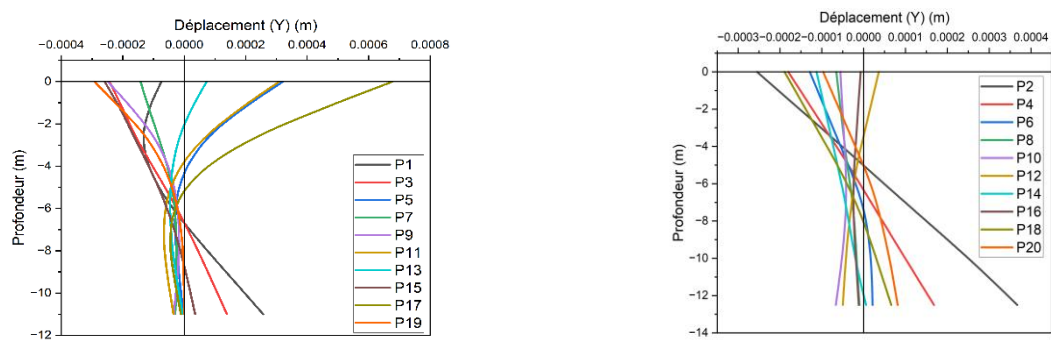 Déplacement (Y) (m)
−0.0004 −0.0002 0.0000 0.0002 0.0004 0.0006 0.0008
0
−2
−4
−6
−8
−10
−12
Profondeur (m)
P1
P3
P5
P7
P9
P11
P13
P15
P17
P19
Déplacement (Y) (m)
−0.0003 −0.0002 −0.0001 0.0000 0.0001 0.0002 0.0003 0.0004
0
−2
−4
−6
−8
−10
−12
−14
Profondeur (m)
P2
P4
P6
P8
P10
P12
P14
P16
P18
P20